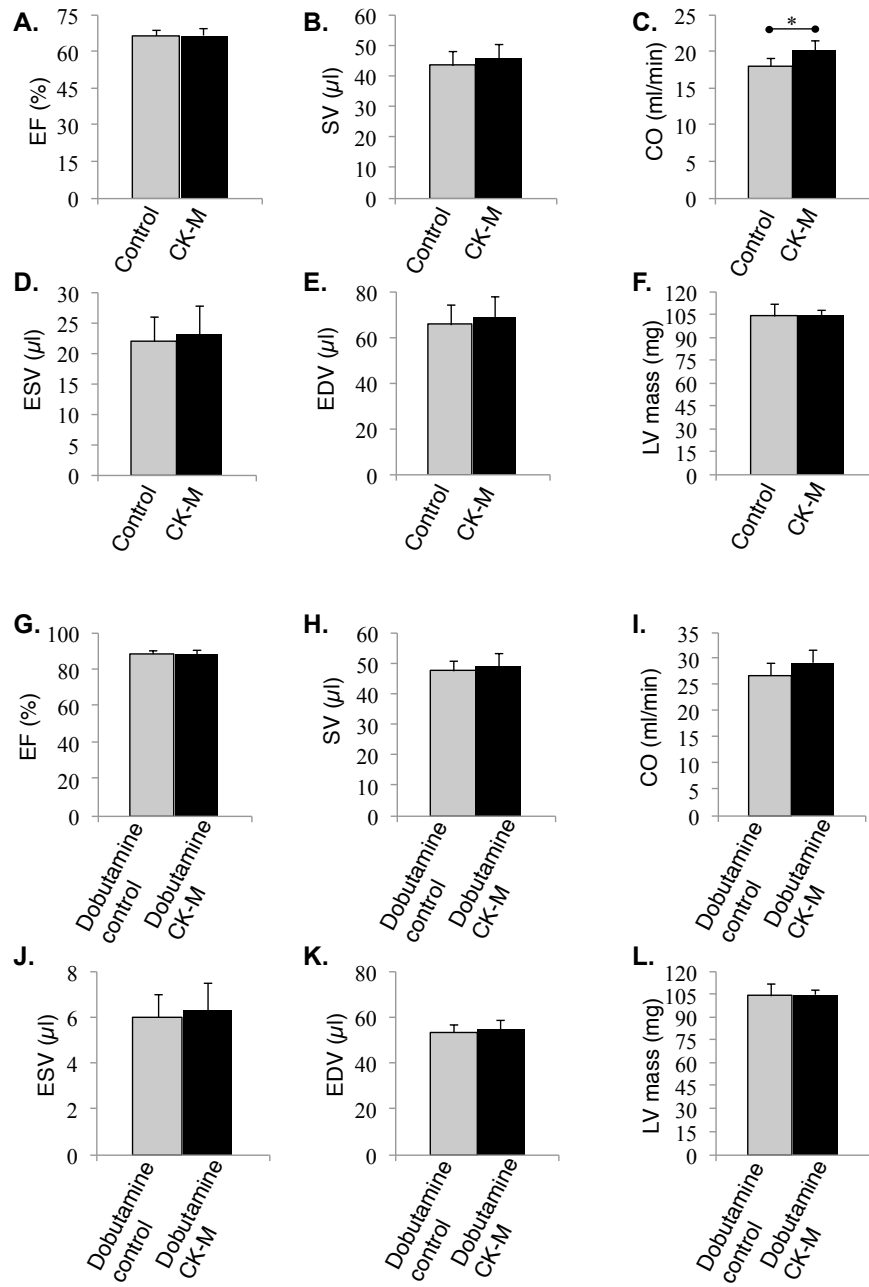 A.
EF (%)
75
60
45
30
15
0
Control
CK-M
B.
SV (µl)
60
50
40
30
20
10
0
Control
CK-M
C.
CO (ml/min)
25
20
15
10
5
0
*
Control
CK-M
D.
ESV (µl)
30
25
20
15
10
5
0
Control
CK-M
E.
EDV (µl)
80
60
40
20
0
Control
CK-M
F.
LV mass (mg)
120
105
90
75
60
45
30
15
0
Control
CK-M
G.
EF (%)
100
80
60
40
20
0
Dobutamine
control
Dobutamine
CK-M
H.
SV (µl)
60
50
40
30
20
10
0
Dobutamine
control
Dobutamine
CK-M
I.
CO (ml/min)
35
30
25
20
15
10
5
0
Dobutamine
control
Dobutamine
CK-M
J.
ESV (µl)
8
6
4
2
0
Dobutamine
control
Dobutamine
CK-M
K.
EDV (µl)
80
60
40
20
0
Dobutamine
control
Dobutamine
CK-M
L.
LV mass (mg)
120
105
90
75
60
45
30
15
0
Dobutamine
control
Dobutamine
CK-M